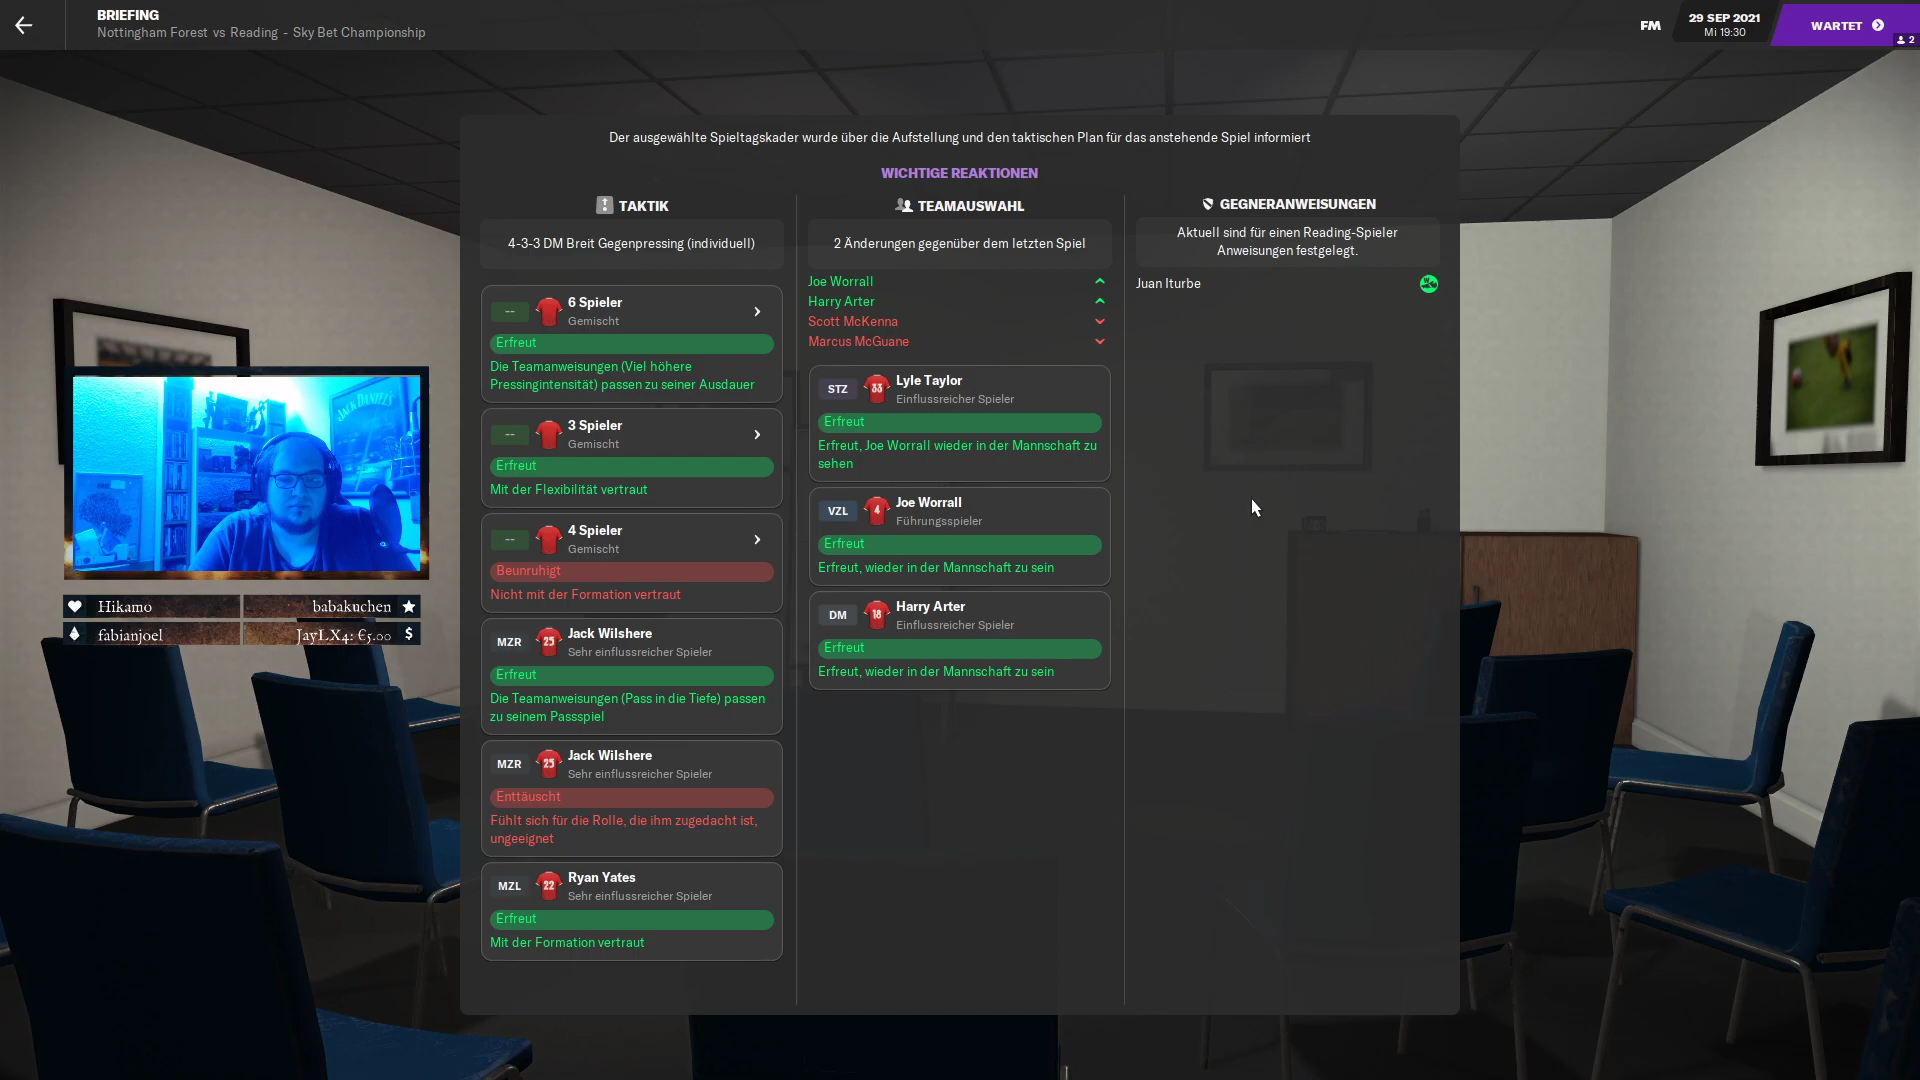 BRIEFING
Nottingham Forest vs Reading - Sky Bet Championship
FM
29 SEP 2021
Mi 19:30
WARTET
2
Der ausgewählte Spieltagskader wurde über die Aufstellung und den taktischen Plan für das anstehende Spiel informiert
WICHTIGE REAKTIONEN
TAKTIK
4-3-3 DM Breit Gegenpressing (individuell)
--
6 Spieler
Gemischt
Erfreut
Die Teamanweisungen (Viel höhere
Pressingintensität) passen zu seiner Ausdauer
--
3 Spieler
Gemischt
Erfreut
Mit der Flexibilität vertraut
--
4 Spieler
Gemischt
Beunruhigt
Nicht mit der Formation vertraut
MZR
25
Jack Wilshere
Sehr einflussreicher Spieler
Erfreut
Die Teamanweisungen (Pass in die Tiefe) passen
zu seinem Passspiel
MZR
25
Jack Wilshere
Sehr einflussreicher Spieler
Enttäuscht
Fühlt sich für die Rolle, die ihm zugedacht ist,
ungeeignet
MZL
22
Ryan Yates
Sehr einflussreicher Spieler
Erfreut
Mit der Formation vertraut
TEAMAUSWAHL
2 Änderungen gegenüber dem letzten Spiel
Joe Worrall
Harry Arter
Scott McKenna
Marcus McGuane
STZ
33
Lyle Taylor
Einflussreicher Spieler
Erfreut
Erfreut, Joe Worrall wieder in der Mannschaft zu
sehen
VZL
4
Joe Worrall
Führungsspieler
Erfreut
Erfreut, wieder in der Mannschaft zu sein
DM
18
Harry Arter
Einflussreicher Spieler
Erfreut
Erfreut, wieder in der Mannschaft zu sein
GEGNERANWEISUNGEN
Aktuell sind für einen Reading-Spieler
Anweisungen festgelegt.
Juan Iturbe
JACK DANIEL'S
Hikamo
babakuchen
fabianjoel
JayLX4: €5.00
$